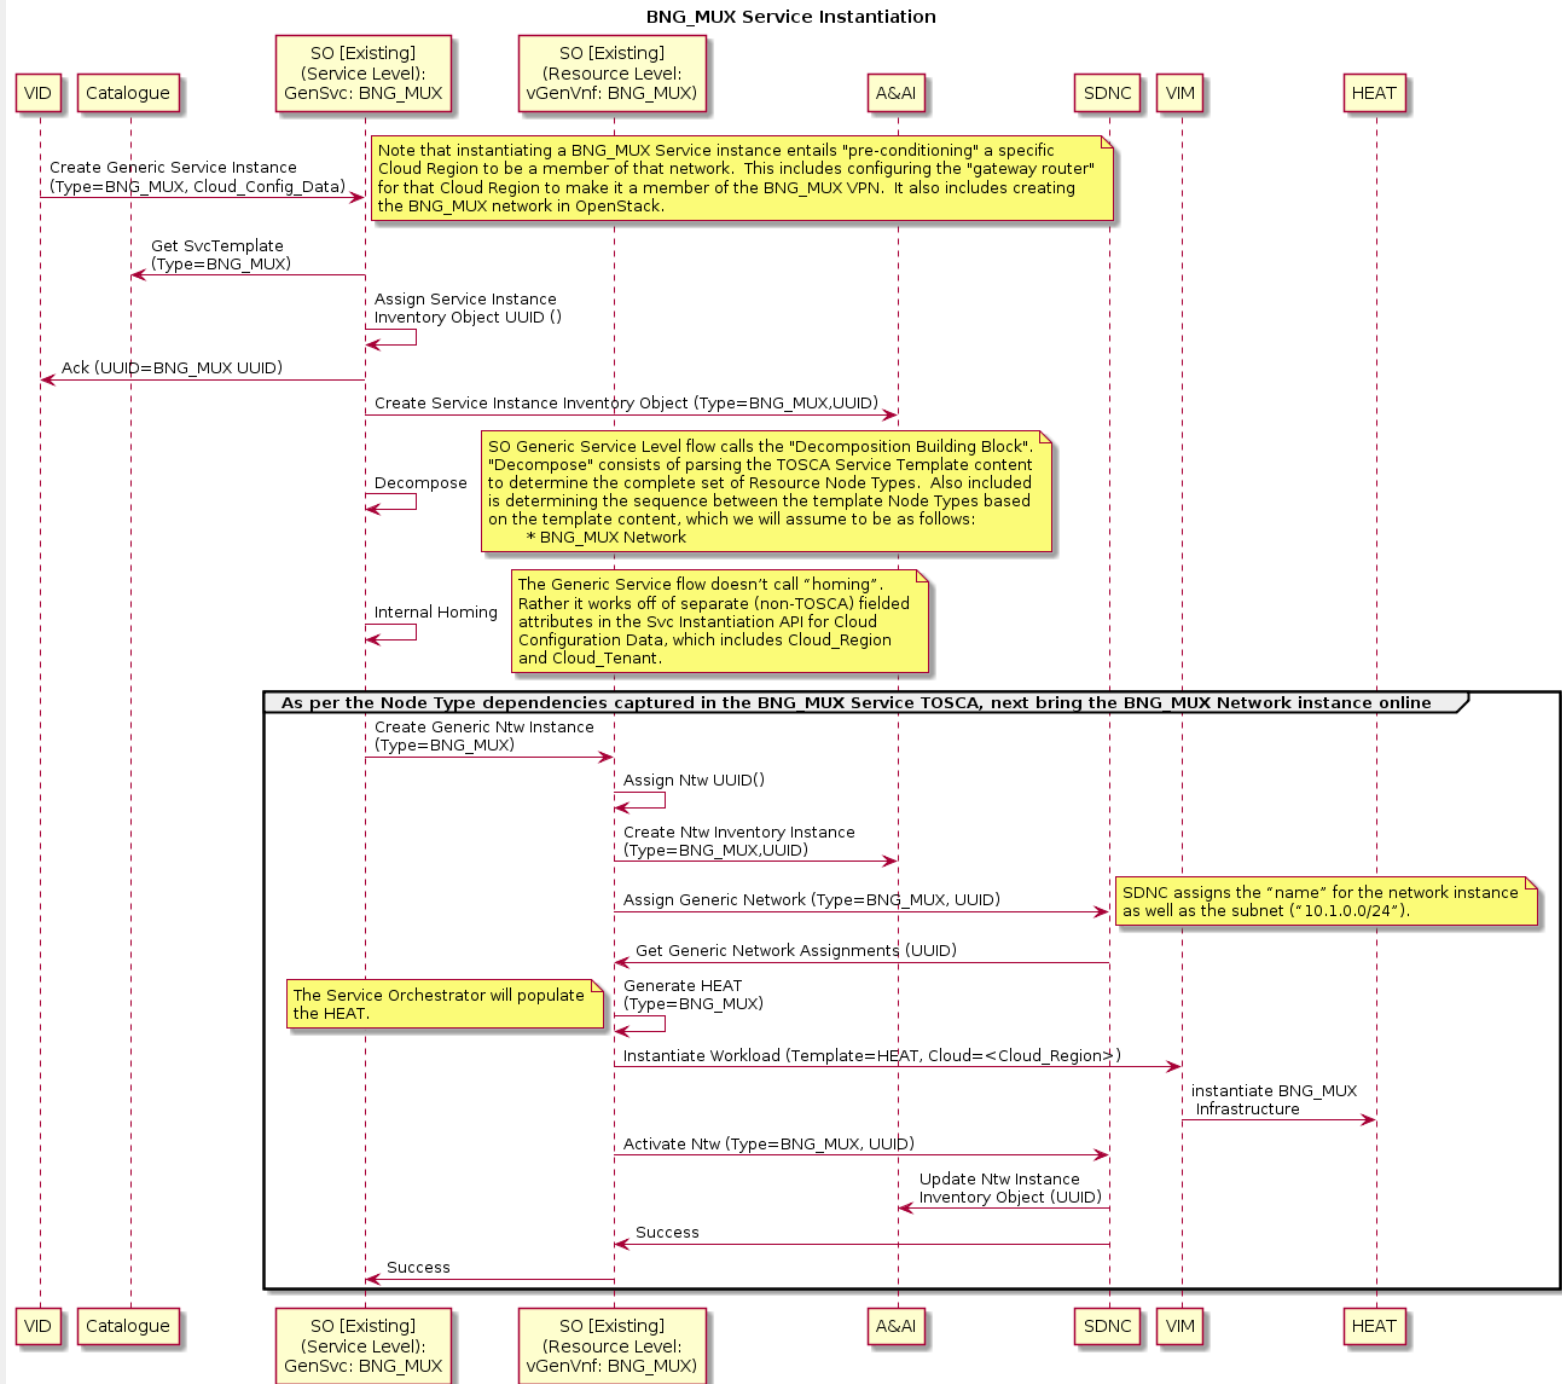 BNG_MUX Service Instantiation
VID
Catalogue
SO [Existing]
(Service Level):
GenSvc: BNG_MUX
SO [Existing]
(Resource Level:
vGenVnf: BNG_MUX)
A&AI
SDNC
VIM
HEAT
Create Generic Service Instance
(Type=BNG_MUX, Cloud_Config_Data)
Note that instantiating a BNG_MUX Service instance entails "pre-conditioning" a specific
Cloud Region to be a member of that network.  This includes configuring the "gateway router"
for that Cloud Region to make it a member of the BNG_MUX VPN.  It also includes creating
the BNG_MUX network in OpenStack.
Get SvcTemplate
(Type=BNG_MUX)
Assign Service Instance
Inventory Object UUID ()
Ack (UUID=BNG_MUX UUID)
Create Service Instance Inventory Object (Type=BNG_MUX,UUID)
Decompose
SO Generic Service Level flow calls the "Decomposition Building Block".
"Decompose" consists of parsing the TOSCA Service Template content
to determine the complete set of Resource Node Types.  Also included
is determining the sequence between the template Node Types based
on the template content, which we will assume to be as follows:
* BNG_MUX Network
Internal Homing
The Generic Service flow doesn’t call “homing”.
Rather it works off of separate (non-TOSCA) fielded
attributes in the Svc Instantiation API for Cloud
Configuration Data, which includes Cloud_Region
and Cloud_Tenant.
As per the Node Type dependencies captured in the BNG_MUX Service TOSCA, next bring the BNG_MUX Network instance online
Create Generic Ntw Instance
(Type=BNG_MUX)
Assign Ntw UUID()
Create Ntw Inventory Instance
(Type=BNG_MUX,UUID)
Assign Generic Network (Type=BNG_MUX, UUID)
SDNC assigns the “name” for the network instance
as well as the subnet (“10.1.0.0/24”).
Get Generic Network Assignments (UUID)
The Service Orchestrator will populate
the HEAT.
Generate HEAT
(Type=BNG_MUX)
Instantiate Workload (Template=HEAT, Cloud=<Cloud_Region>)
instantiate BNG_MUX
Infrastructure
Activate Ntw (Type=BNG_MUX, UUID)
Update Ntw Instance
Inventory Object (UUID)
Success
Success
VID
Catalogue
SO [Existing]
(Service Level):
GenSvc: BNG_MUX
SO [Existing]
(Resource Level:
vGenVnf: BNG_MUX)
A&AI
SDNC
VIM
HEAT